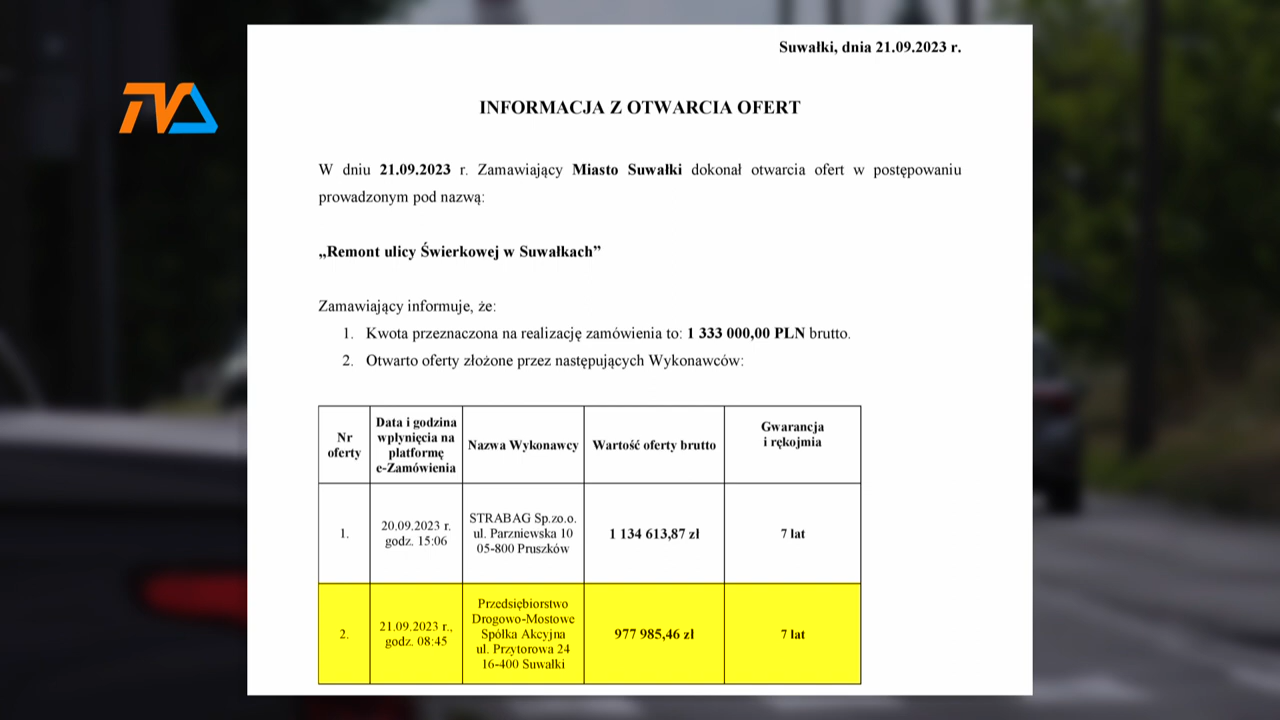 Suwałki, dnia 21.09.2023 r.
TVA
INFORMACJA Z OTWARCIA OFERT
W dniu 21.09.2023 r. Zamawiający Miasto Suwałki dokonał otwarcia ofert w postępowaniu
prowadzonym pod nazwą:
„Remont ulicy Świerkowej w Suwałkach”
Zamawiający informuje, że:
1. Kwota przeznaczona na realizację zamówienia to: 1 333 000,00 PLN brutto.
2. Otwarto oferty złożone przez następujących Wykonawców:
Nr
oferty
Data i godzina
wpłynięcia na
platformę
e-Zamówienia
Nazwa Wykonawcy
Wartość oferty brutto
Gwarancja
i rękojmia
1.
20.09.2023 r.
godz. 15:06
STRABAG Sp.zo.o.
ul. Parzniewska 10
05-800 Pruszków
1 134 613,87 zł
7 lat
2.
21.09.2023 r.,
godz. 08:45
Przedsiębiorstwo
Drogowo-Mostowe
Spółka Akcyjna
ul. Przytorowa 24
16-400 Suwałki
977 985,46 zł
7 lat